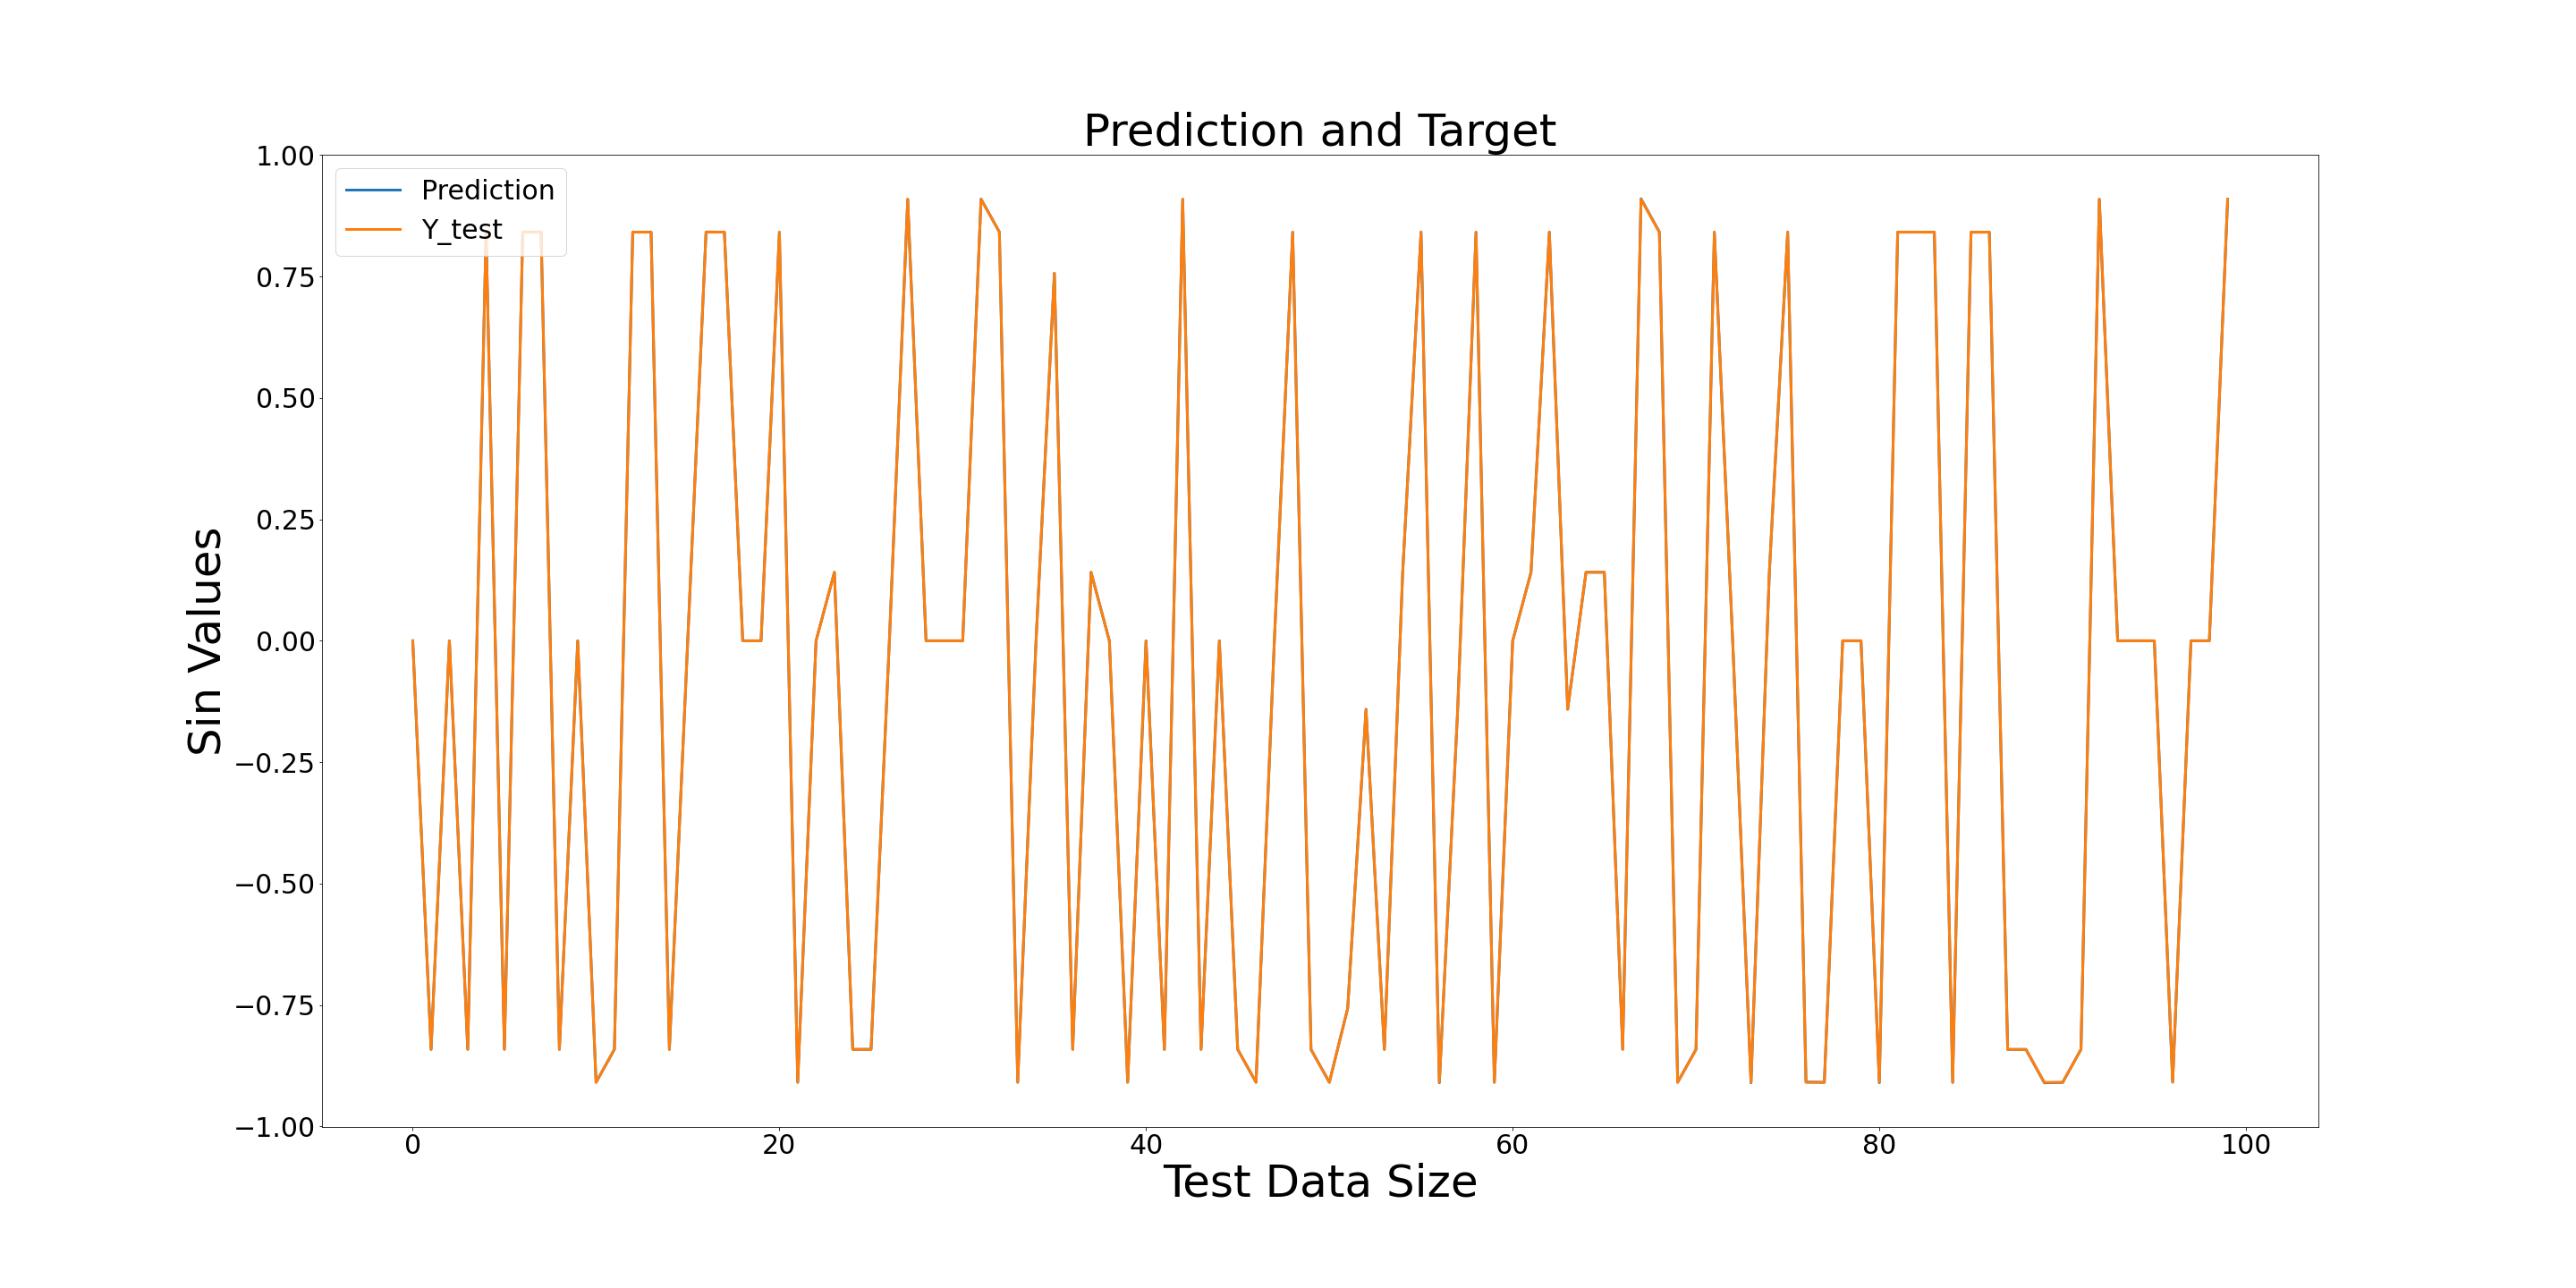 Prediction and Target
1.00
0.75
0.50
0.25
0.00
−0.25
−0.50
−0.75
−1.00
Prediction
Y_test
Sin Values
0 20 40 60 80 100
Test Data Size